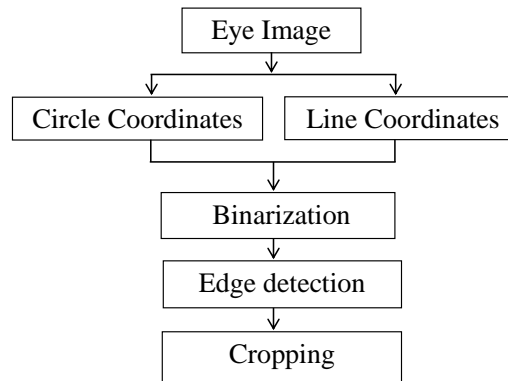 Eye Image
Circle Coordinates
Line Coordinates
Binarization
Edge detection
Cropping